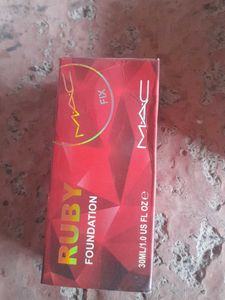 MAC
FIX
RUBY
FOUNDATION
MAC
30ML/1.0 US FL OZ ℮